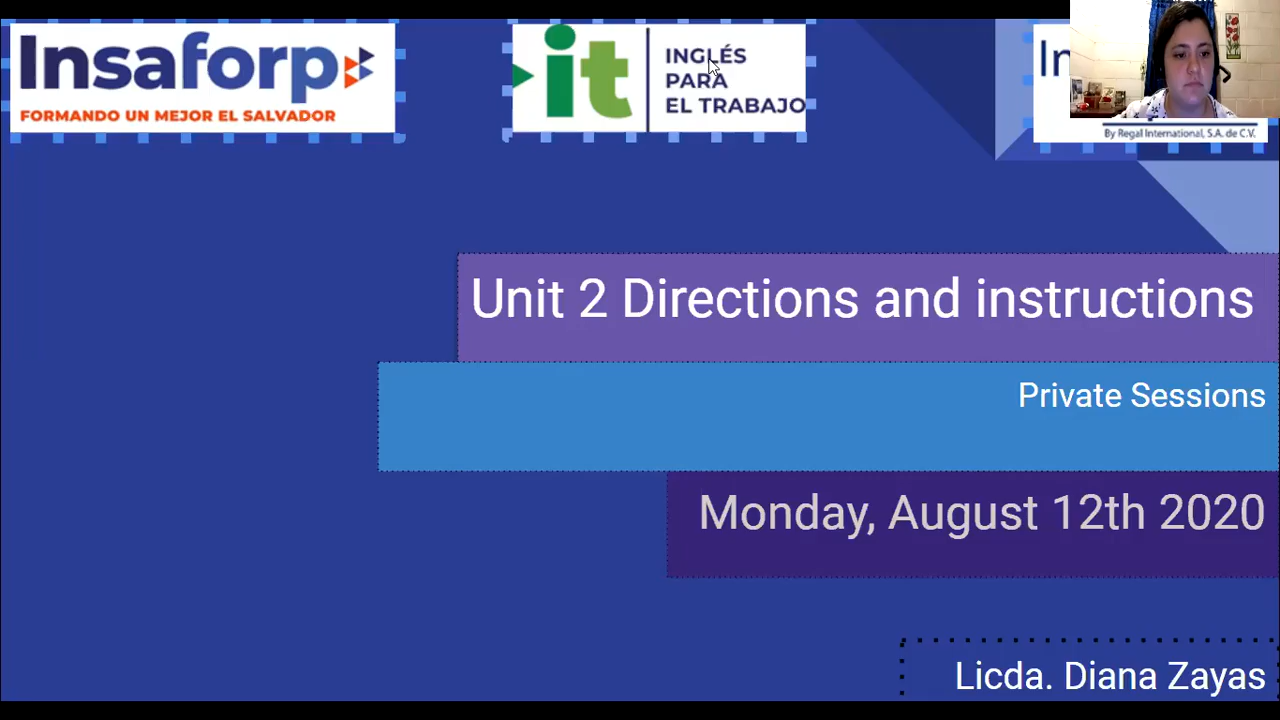 Insaforp
FORMANDO UN MEJOR EL SALVADOR
it
INGLÉS
PARA
EL TRABAJO
In
By Regal International, S.A. de C.V.
Unit 2 Directions and instructions
Private Sessions
Monday, August 12th 2020
Licda. Diana Zayas